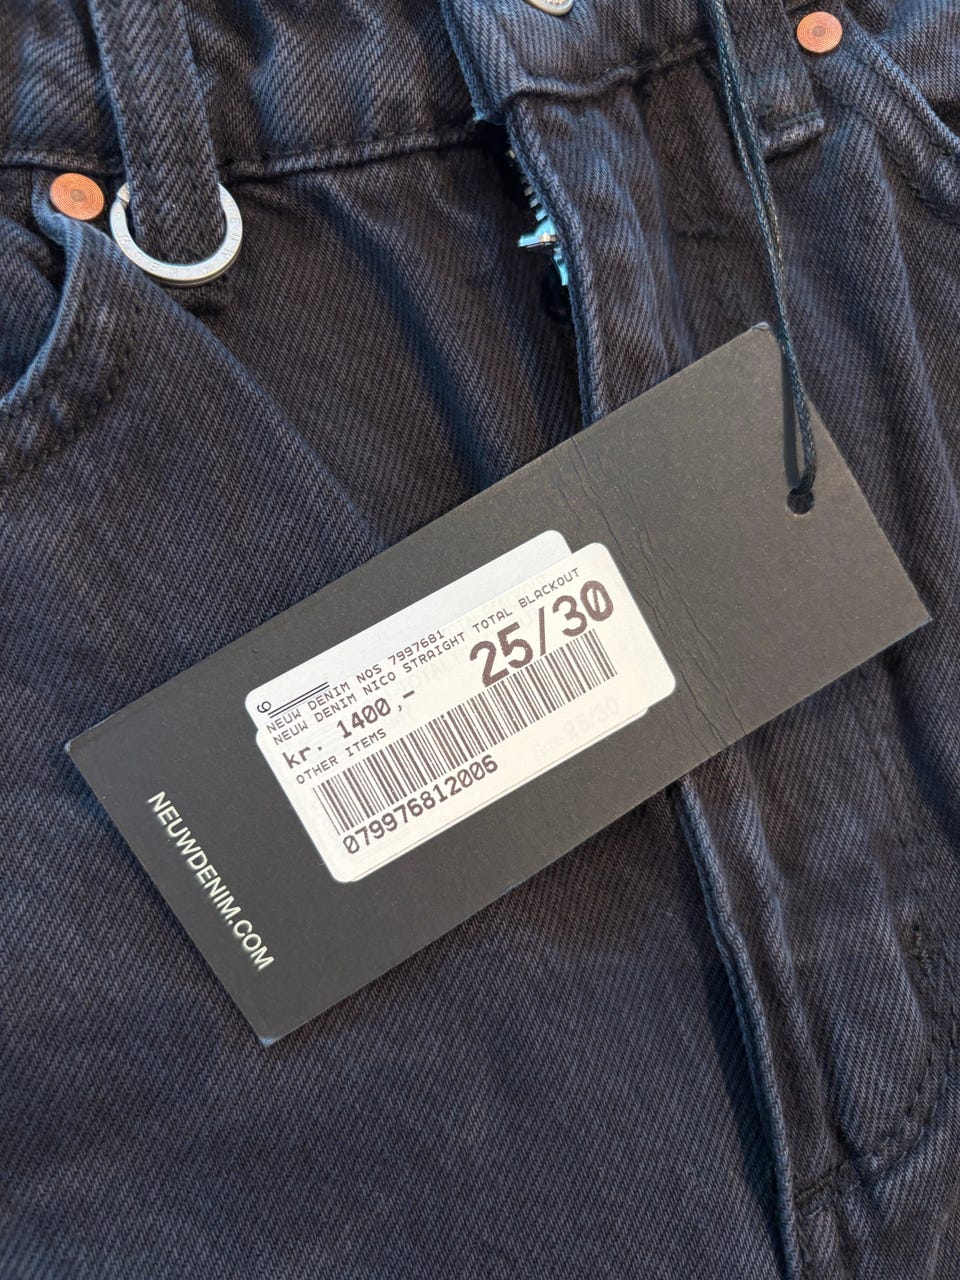 NEUW DENIM NOS 7997681
NEUW DENIM NICO STRAIGHT TOTAL BLACKOUT
kr. 1400,-
25/30
OTHER ITEMS
079976812006
NEUWDENIM.COM